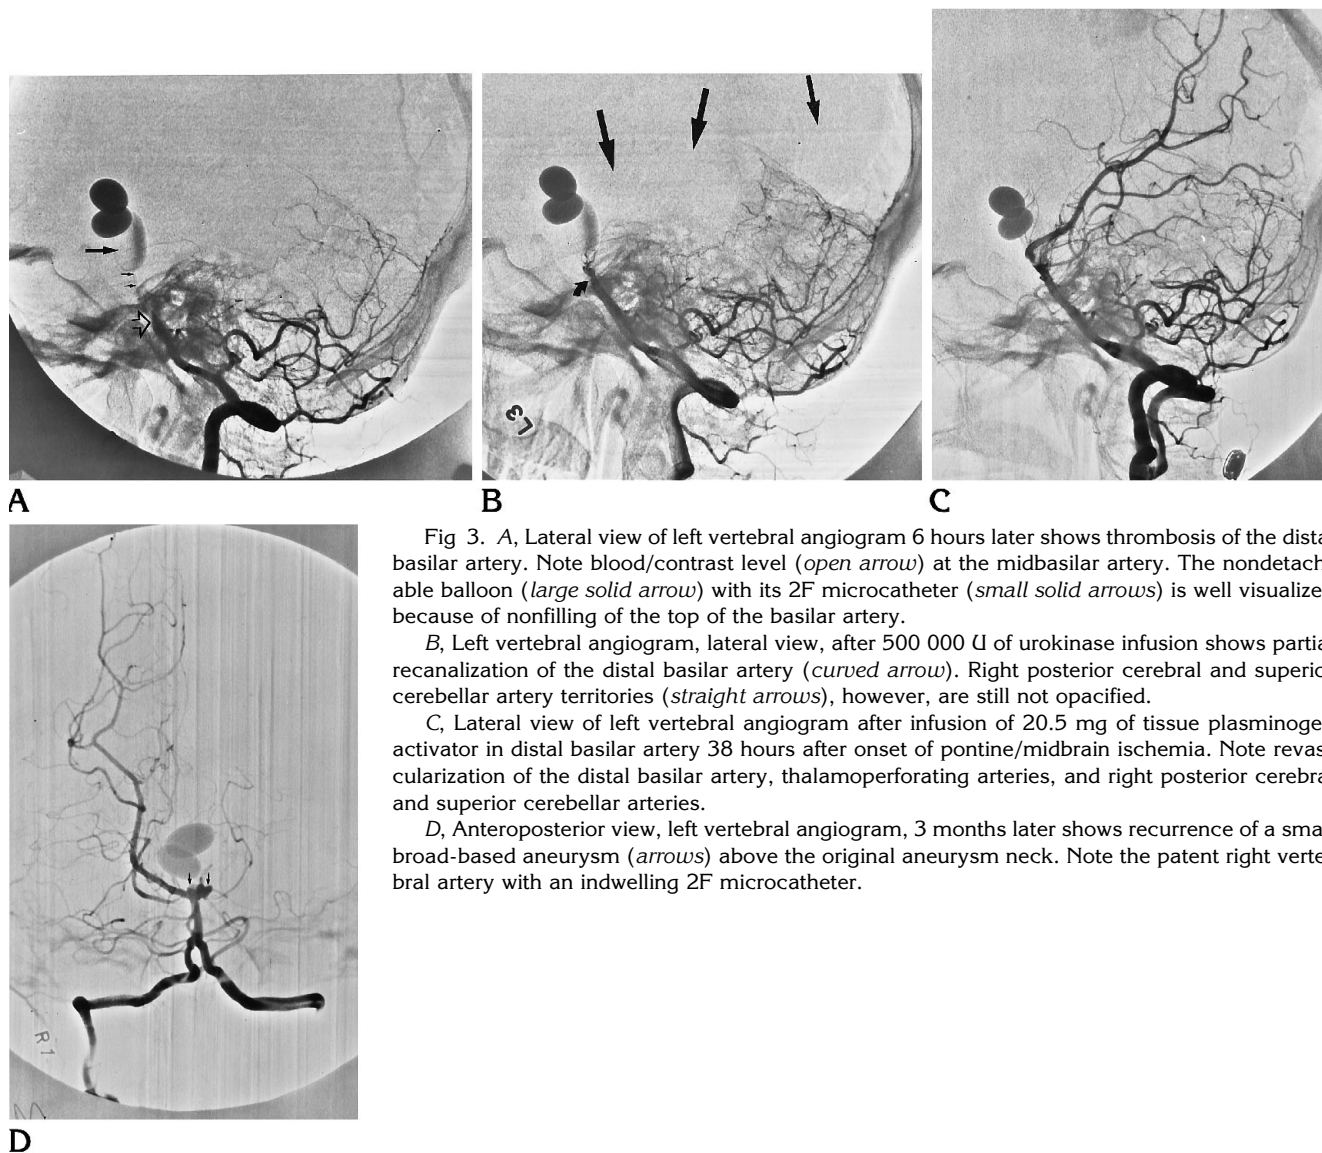 A
B
C
L3
Fig 3. A, Lateral view of left vertebral angiogram 6 hours later shows thrombosis of the dista
basilar artery. Note blood/contrast level (open arrow) at the midbasilar artery. The nondetach
able balloon (large solid arrow) with its 2F microcatheter (small solid arrows) is well visualize
because of nonfilling of the top of the basilar artery.
B, Left vertebral angiogram, lateral view, after 500 000 U of urokinase infusion shows partia
recanalization of the distal basilar artery (curved arrow). Right posterior cerebral and superio
cerebellar artery territories (straight arrows), however, are still not opacified.
C, Lateral view of left vertebral angiogram after infusion of 20.5 mg of tissue plasminoge
activator in distal basilar artery 38 hours after onset of pontine/midbrain ischemia. Note revas
cularization of the distal basilar artery, thalamoperforating arteries, and right posterior cerebra
and superior cerebellar arteries.
D, Anteroposterior view, left vertebral angiogram, 3 months later shows recurrence of a sma
broad-based aneurysm (arrows) above the original aneurysm neck. Note the patent right verte
bral artery with an indwelling 2F microcatheter.
R1
D